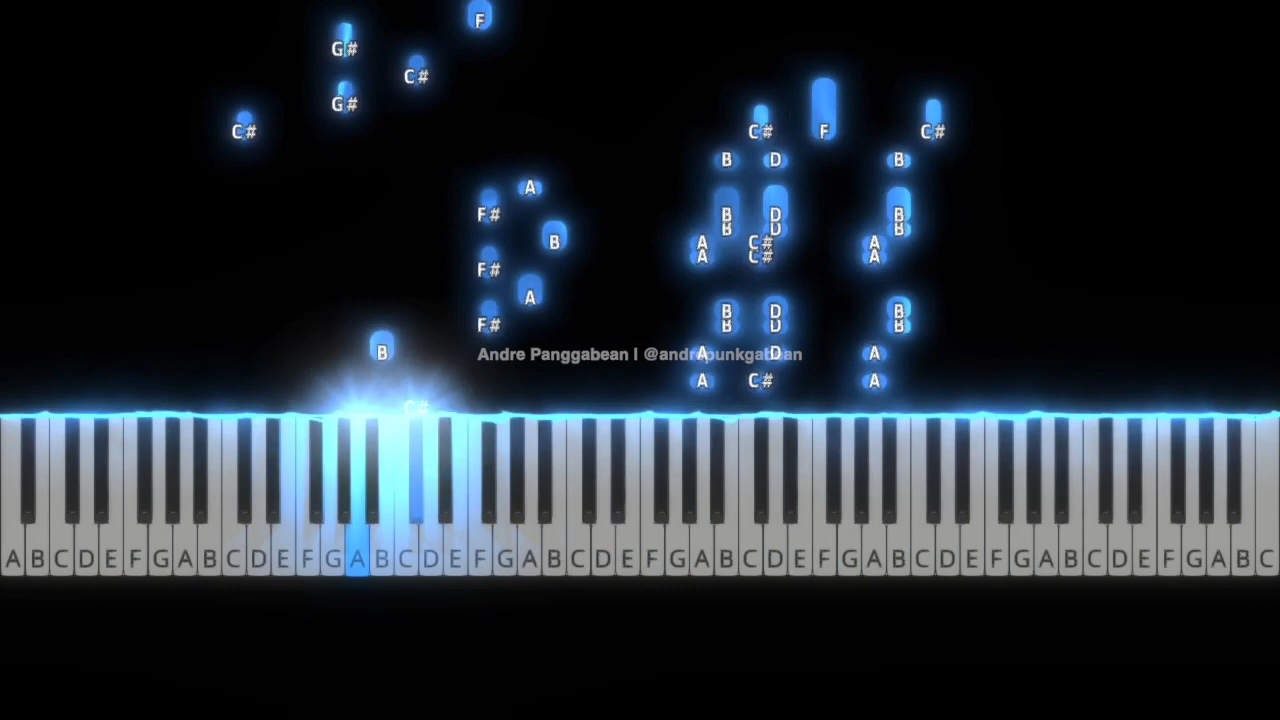 F
G#
C#
G#
C# C# F C#
B D B
A
F# B D B
B D B
B A C# A
F# A C# A
A
B D B
F# B D B
B A D A
Andre Panggabean | @andrepunkgabean
A C# A
C#
A B C D E F G A B C D E F G A B C D E F G A B C D E F G A B C D E F G A B C D E F G A B C D E F G A B C